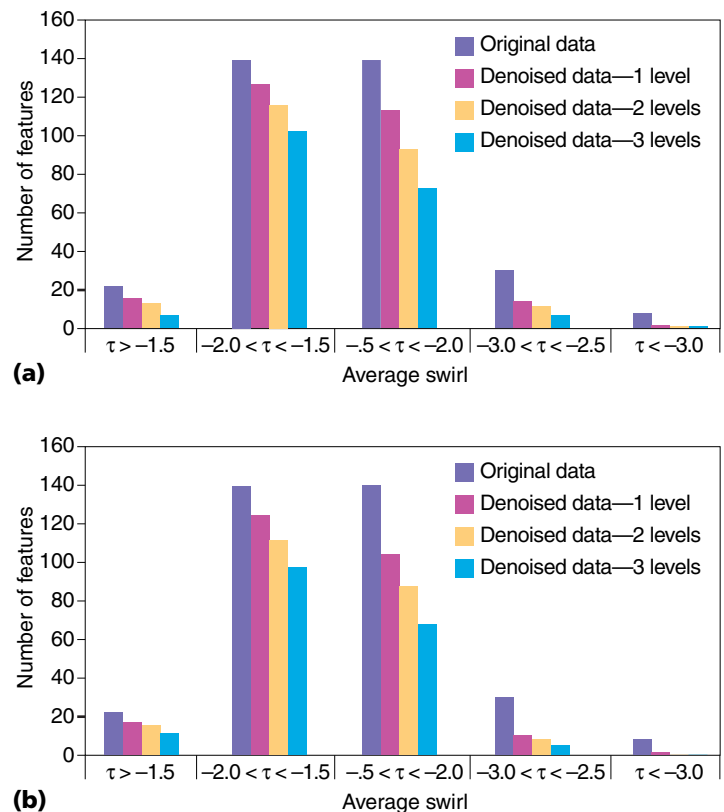 160
140
120
100
80
60
40
20
0
Number of features
Original data
Denoised data—1 level
Denoised data—2 levels
Denoised data—3 levels
τ > –1.5
–2.0 < τ < –1.5
–.5 < τ < –2.0
–3.0 < τ < –2.5
τ < –3.0
(a)
Average swirl
160
140
120
100
80
60
40
20
0
Number of features
Original data
Denoised data—1 level
Denoised data—2 levels
Denoised data—3 levels
τ > –1.5
–2.0 < τ < –1.5
–.5 < τ < –2.0
–3.0 < τ < –2.5
τ < –3.0
(b)
Average swirl